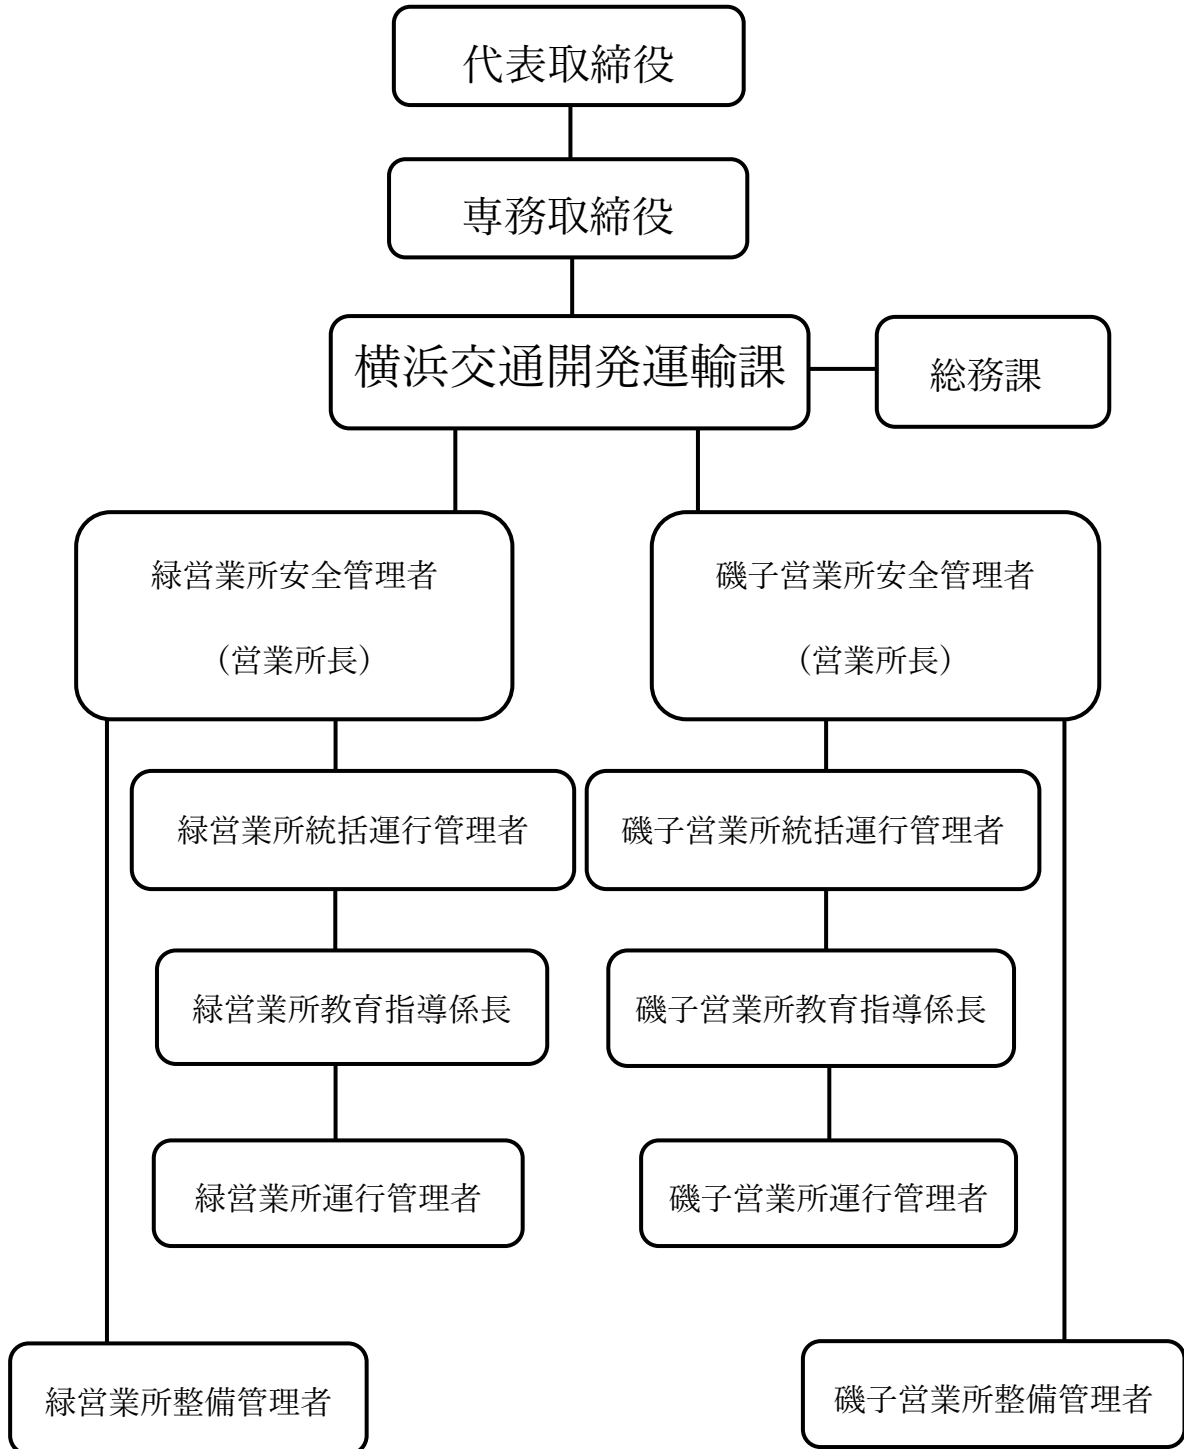 代表取締役
専務取締役
横浜交通開発運輸課
総務課
緑営業所安全管理者
（営業所長）
磯子営業所安全管理者
（営業所長）
緑営業所統括運行管理者
磯子営業所統括運行管理者
緑営業所教育指導係長
磯子営業所教育指導係長
緑営業所運行管理者
磯子営業所運行管理者
緑営業所整備管理者
磯子営業所整備管理者